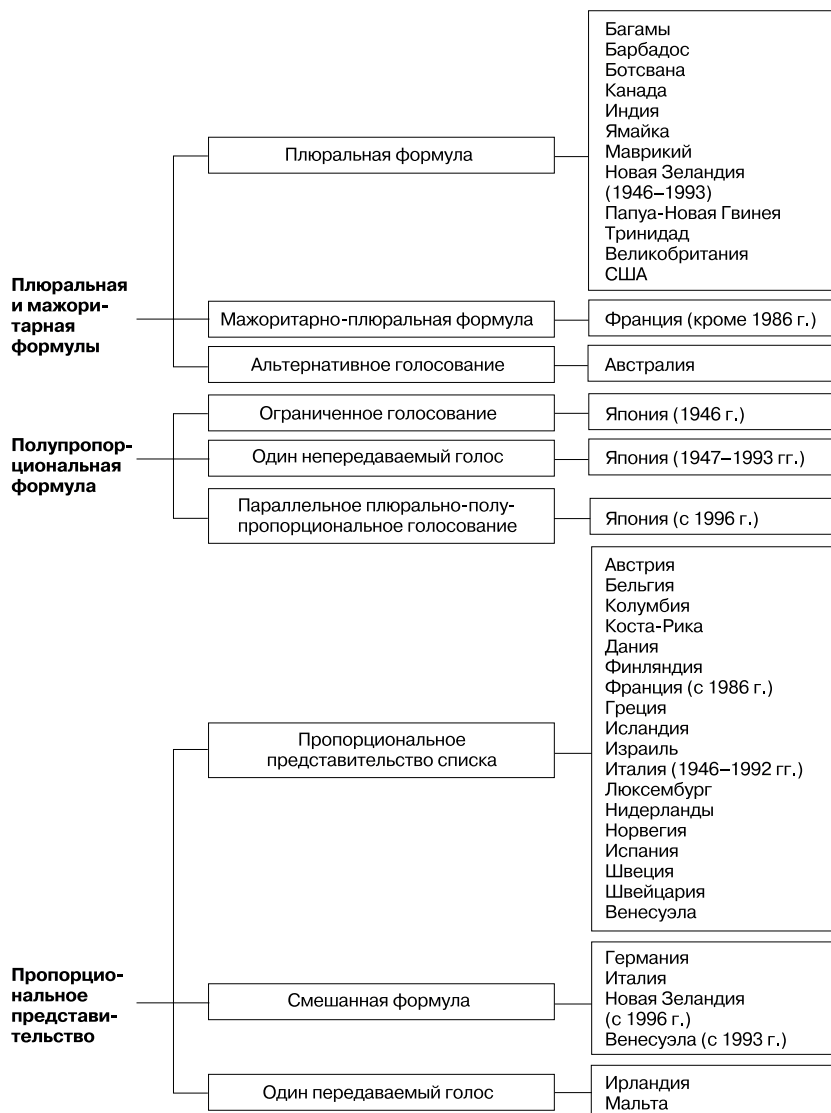 Плюральная
и мажори-
тарная
формулы
Плюральная формула
Багамы
Барбадос
Ботсвана
Канада
Индия
Ямайка
Маврикий
Новая Зеландия
(1946–1993)
Папуа-Новая Гвинея
Тринидад
Великобритания
США
Мажоритарно-плюральная формула
Франция (кроме 1986 г.)
Альтернативное голосование
Австралия
Полупропор-
циональная
формула
Ограниченное голосование
Япония (1946 г.)
Один непередаваемый голос
Япония (1947–1993 гг.)
Параллельное плюрально-полу-
пропорциональное голосование
Япония (с 1996 г.)
Пропорцио-
нальное
представи-
тельство
Пропорциональное
представительство списка
Австрия
Бельгия
Колумбия
Коста-Рика
Дания
Финляндия
Франция (с 1986 г.)
Греция
Исландия
Израиль
Италия (1946–1992 гг.)
Люксембург
Нидерланды
Норвегия
Испания
Швеция
Швейцария
Венесуэла
Смешанная формула
Германия
Италия
Новая Зеландия
(с 1996 г.)
Венесуэла (с 1993 г.)
Один передаваемый голос
Ирландия
Мальта